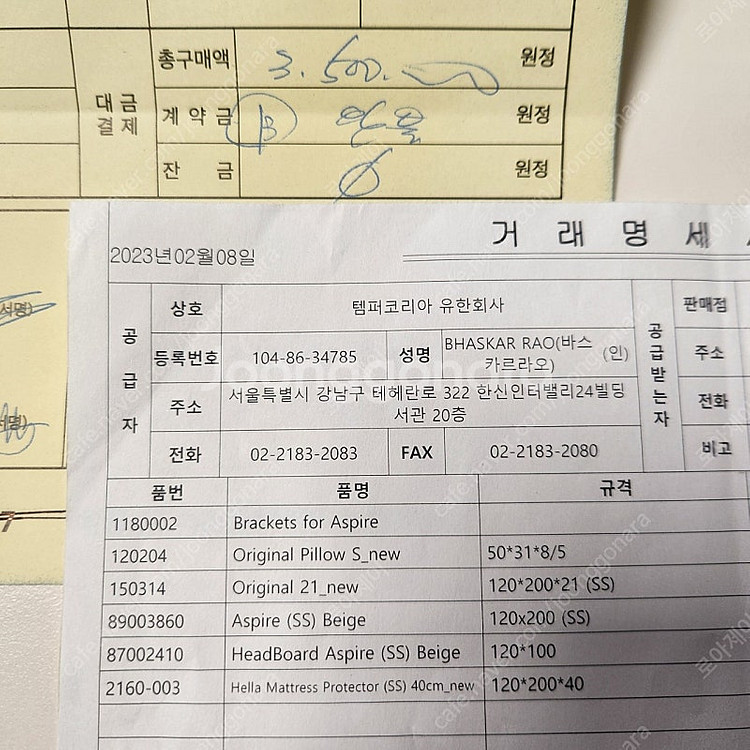 총구매액 3.500. 원정
대금
결제
계약금 완불 원정
잔 금 0 원정
서명)
서명)
거 래 명 세
2023년02월08일
공급자
상호 템퍼코리아 유한회사
등록번호 104-86-34785 성명 BHASKAR RAO(바스카르라오) (인)
주소 서울특별시 강남구 테헤란로 322 한신인터밸리24빌딩
서관 20층
전화 02-2183-2083 FAX 02-2183-2080
공급받는자
판매점
주소
전화
비고
품번 품명 규격
1180002 Brackets for Aspire
120204 Original Pillow S_new 50*31*8/5
150314 Original 21_new 120*200*21 (SS)
89003860 Aspire (SS) Beige 120x200 (SS)
87002410 HeadBoard Aspire (SS) Beige 120*100
2160-003 Hella Mattress Protector (SS) 40cm_new 120*200*40